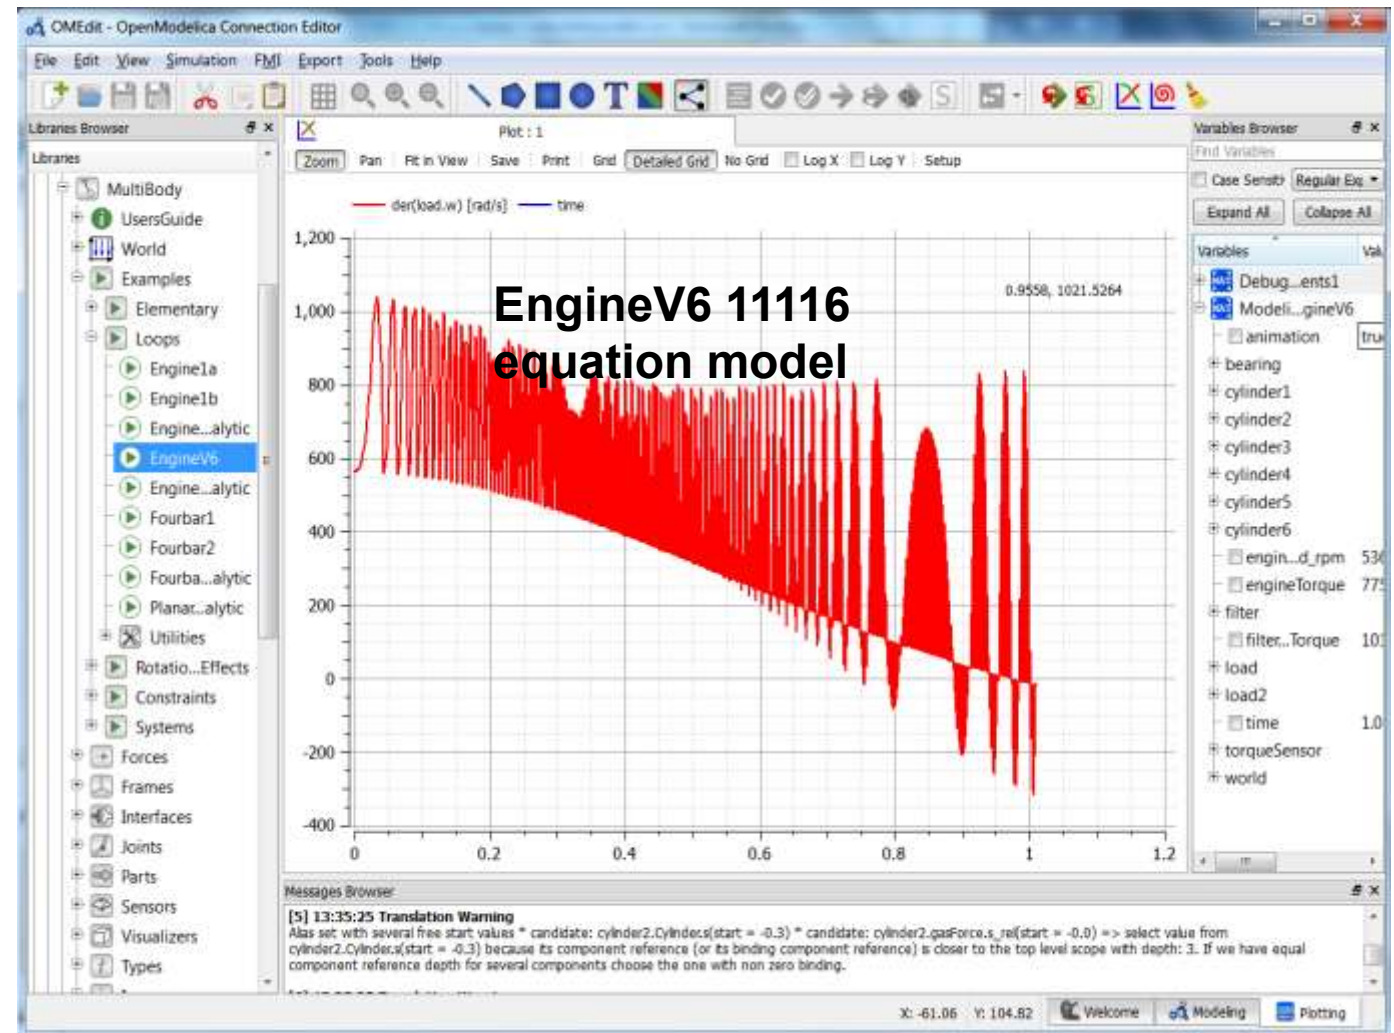 OMEdit - OpenModelica Connection Editor
File Edit View Simulation FMI Export Tools Help
Libraries Browser
Libraries
MultiBody
UsersGuide
World
Examples
Elementary
Loops
Engine1a
Engine1b
Engine...alytic
EngineV6
Engine...alytic
Fourbar1
Fourbar2
Fourba...alytic
Planar...alytic
Utilities
Rotatio...Effects
Constraints
Systems
Forces
Frames
Interfaces
Joints
Parts
Sensors
Visualizers
Types
Plot : 1
Zoom Pan Fit in View Save Print Grid Detailed Grid No Grid Log X Log Y Setup
der(load.w) [rad/s] time
EngineV6 11116
equation model
0.9558, 1021.5264
1,200
1,000
800
600
400
200
0
-200
-400
0 0.2 0.4 0.6 0.8 1 1.2
Variables Browser
Find Variables
Case Sensiti Regular Exp
Expand All Collapse All
Variables Valu
Debug...ents1
Modeli...gineV6
animation tru
bearing
cylinder1
cylinder2
cylinder3
cylinder4
cylinder5
cylinder6
engin...d_rpm 536
engineTorque 775
filter
filter...Torque 101
load
load2
time 1.0
torqueSensor
world
Messages Browser
[5] 13:35:25 Translation Warning
Alias set with several free start values * candidate: cylinder2.Cylinder.s(start = -0.3) * candidate: cylinder2.gasForce.s_rel(start = -0.0) => select value from
cylinder2.Cylinder.s(start = -0.3) because its component reference (or its binding component reference) is closer to the top level scope with depth: 3. If we have equal
component reference depth for several components choose the one with non zero binding.
X: -61.06 Y: 104.82 Welcome Modeling Plotting